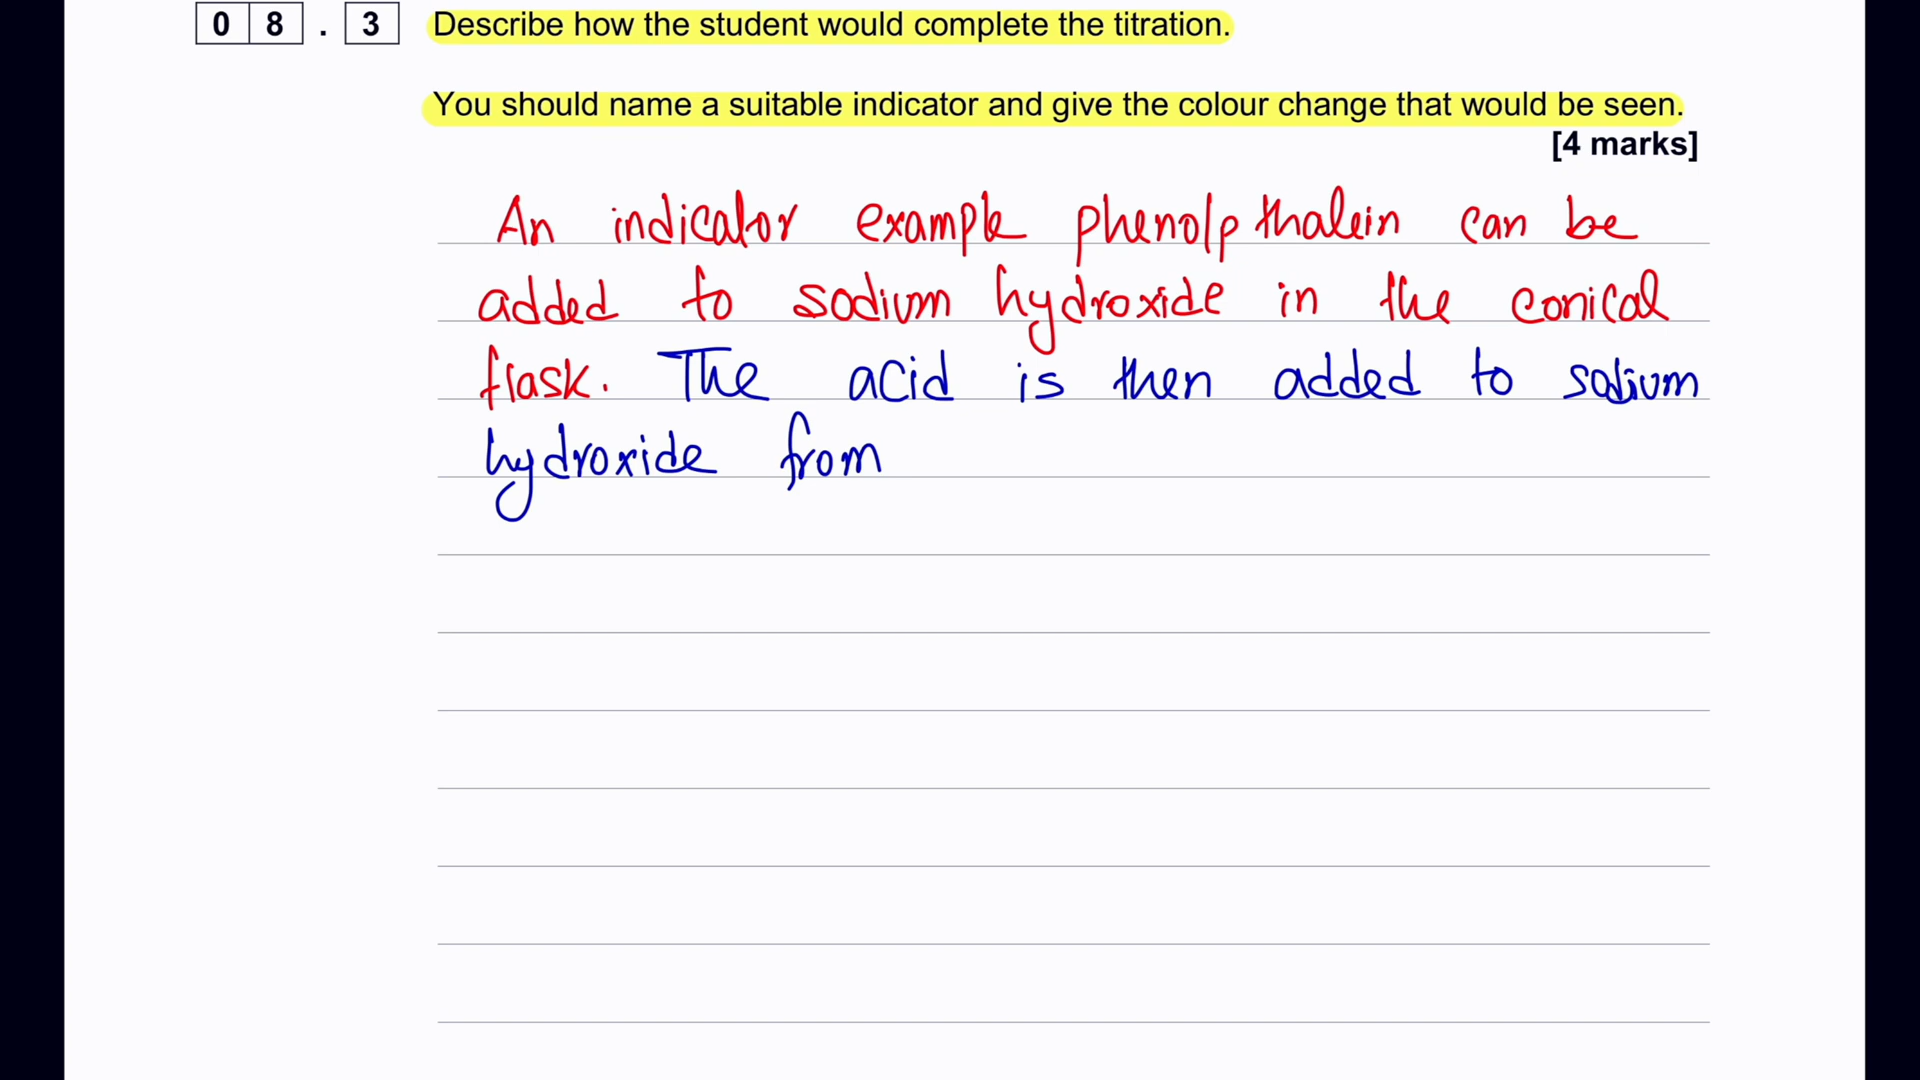 08.3 Describe how the student would complete the titration.
You should name a suitable indicator and give the colour change that would be seen.
[4 marks]
An indicator example phenolpthalein can be
added to sodium hydroxide in the conical
flask. The acid is then added to sodium
hydroxide from